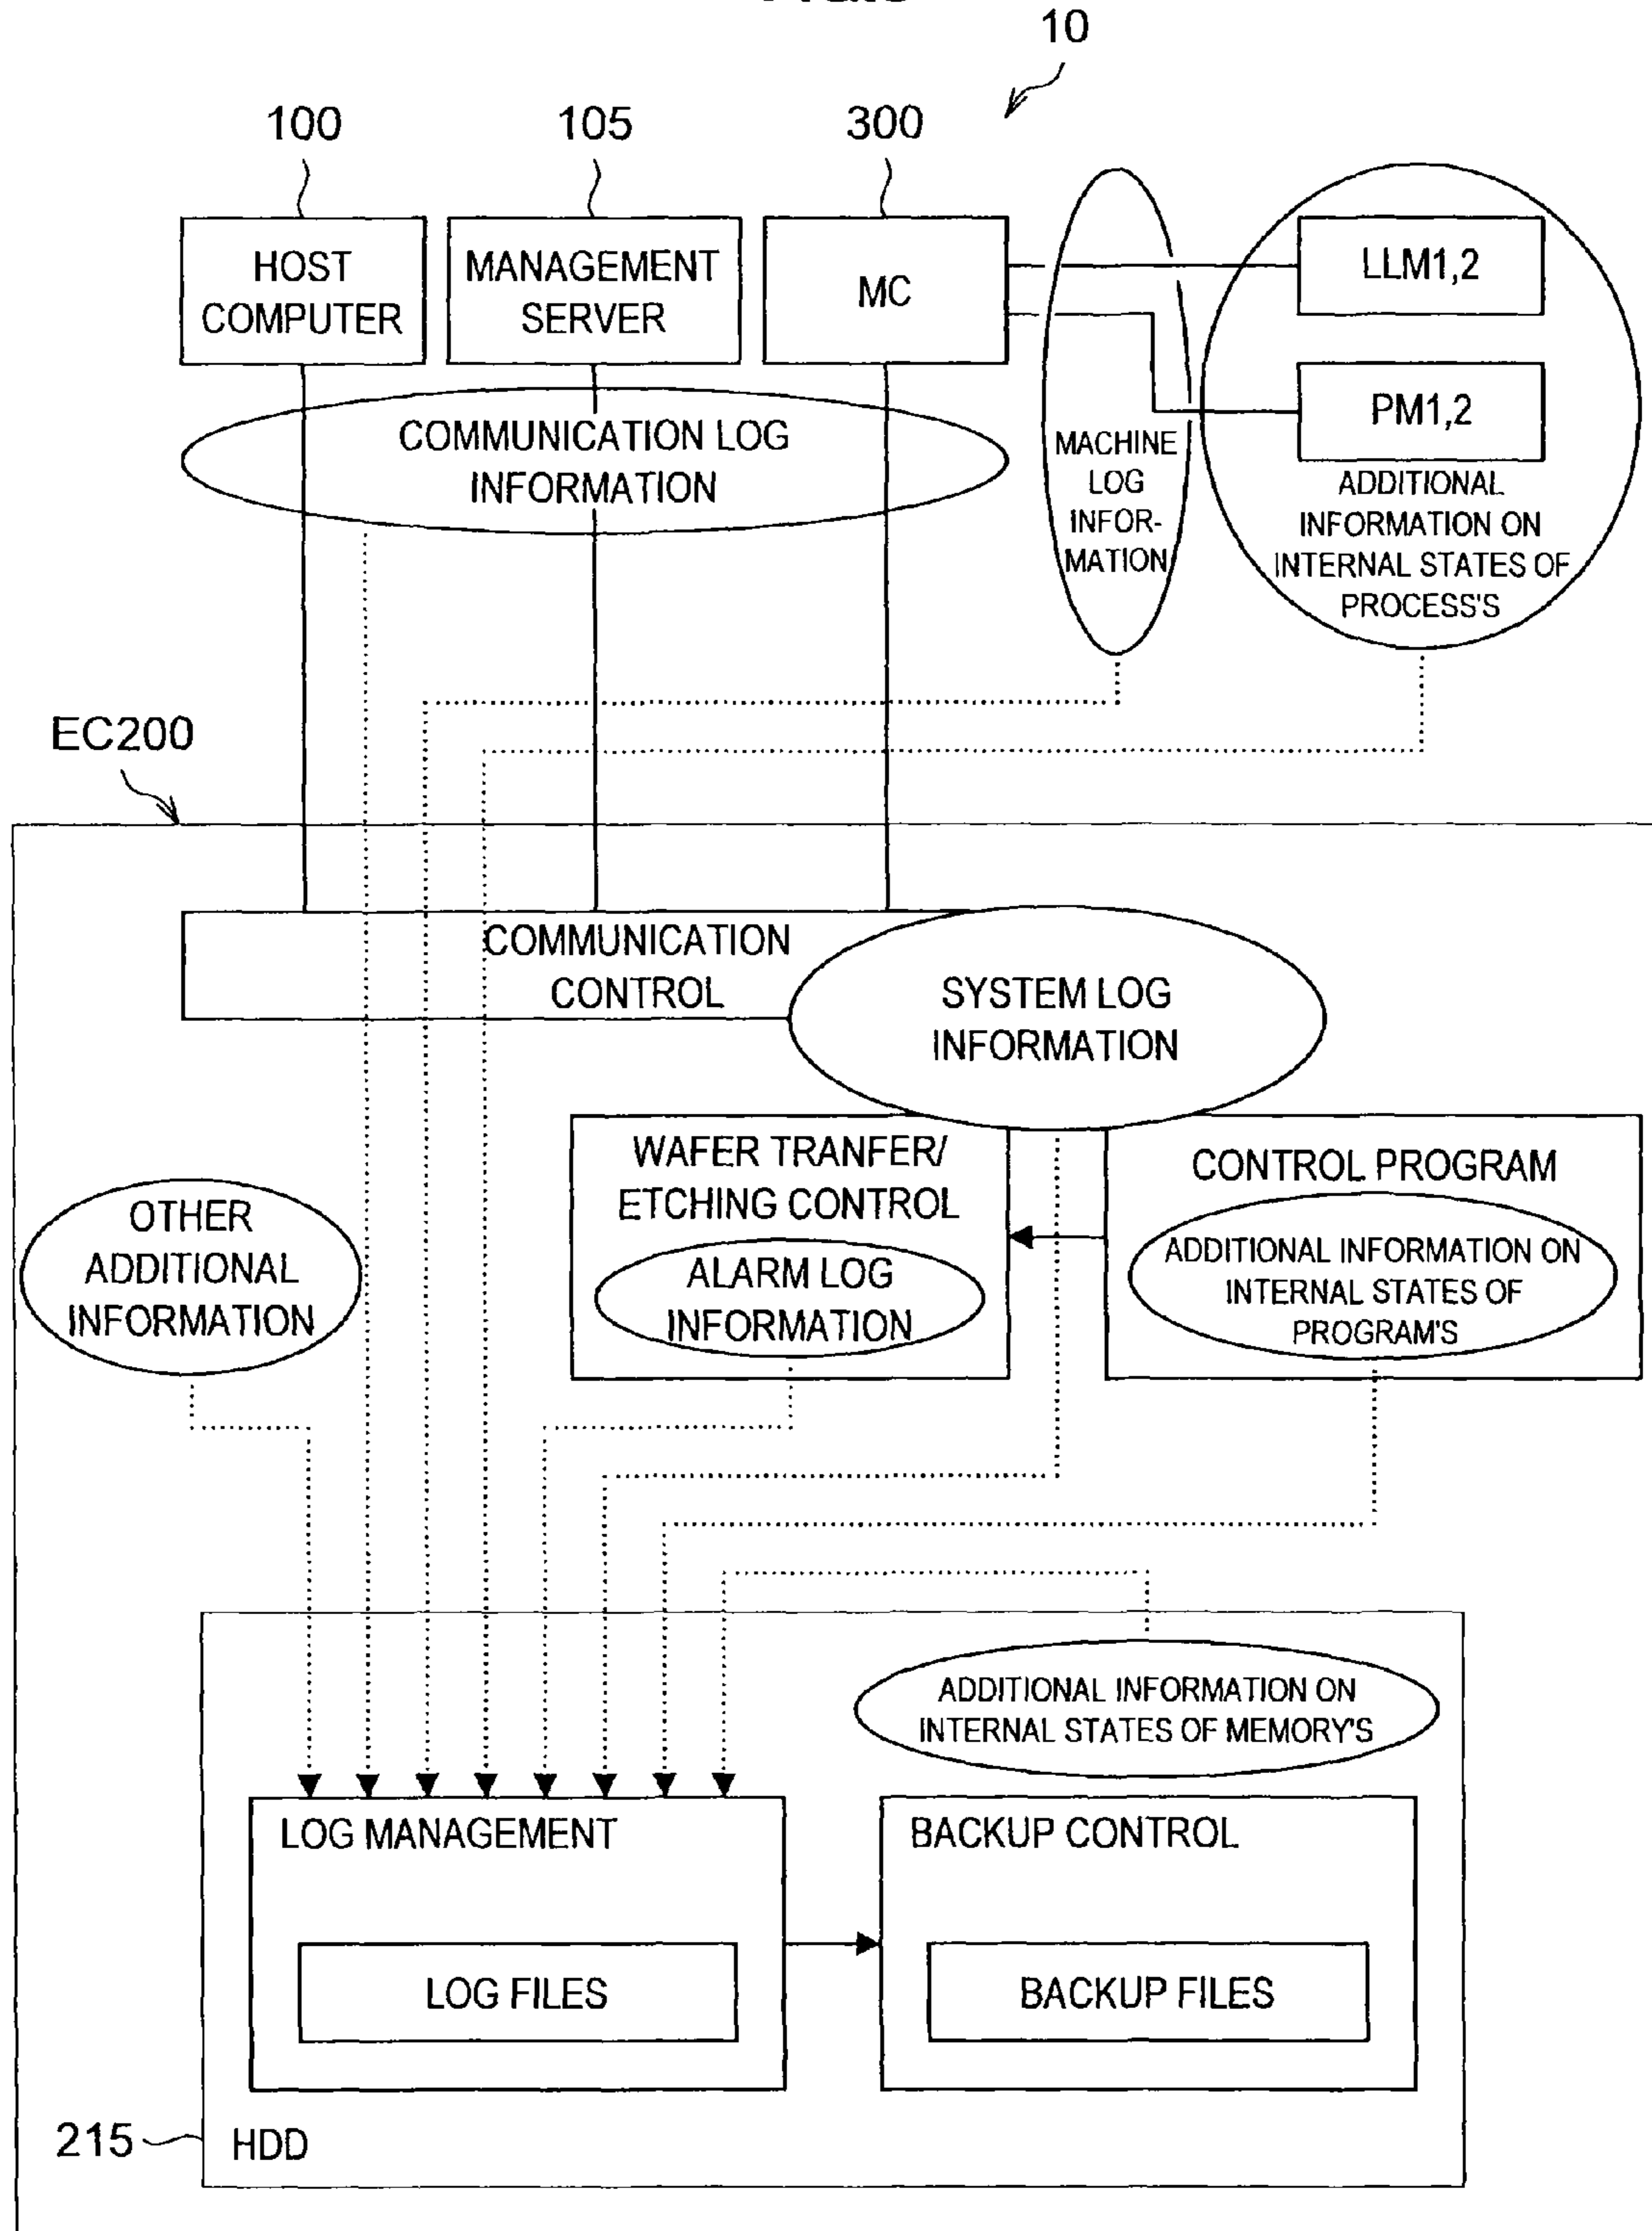 10
100
105
300
HOST
COMPUTER
MANAGEMENT
SERVER
MC
LLM1,2
PM1,2
COMMUNICATION LOG
INFORMATION
MACHINE
LOG
INFOR-
MATION
ADDITIONAL
INFORMATION ON
INTERNAL STATES OF
PROCESS'S
EC200
COMMUNICATION
CONTROL
SYSTEM LOG
INFORMATION
WAFER TRANFER/
ETCHING CONTROL
ALARM LOG
INFORMATION
CONTROL PROGRAM
ADDITIONAL INFORMATION ON
INTERNAL STATES OF
PROGRAM'S
OTHER
ADDITIONAL
INFORMATION
ADDITIONAL INFORMATION ON
INTERNAL STATES OF MEMORY'S
LOG MANAGEMENT
LOG FILES
BACKUP CONTROL
BACKUP FILES
215
HDD